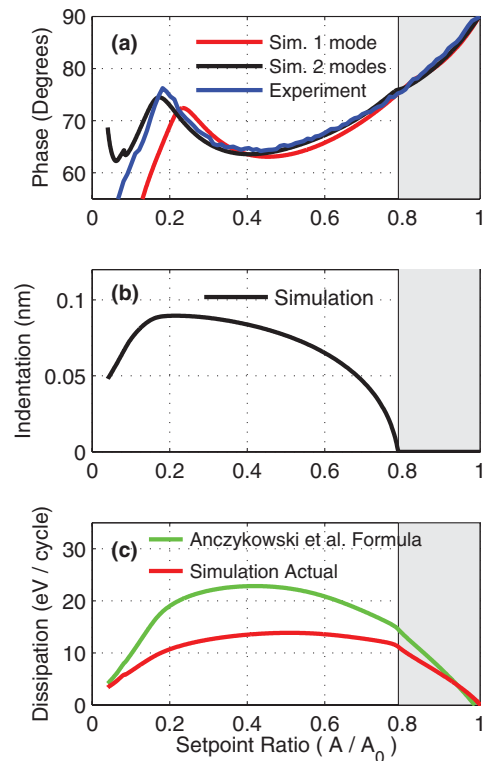 (a)
Sim. 1 mode
Sim. 2 modes
Experiment
Phase (Degrees)
90
80
70
60
0
0.2
0.4
0.6
0.8
1
(b)
Simulation
Indentation (nm)
0.1
0.05
0
0
0.2
0.4
0.6
0.8
1
(c)
Anczykowski et al. Formula
Simulation Actual
Dissipation (eV / cycle)
30
20
10
0
0
0.2
0.4
0.6
0.8
1
Setpoint Ratio ( A / A0 )